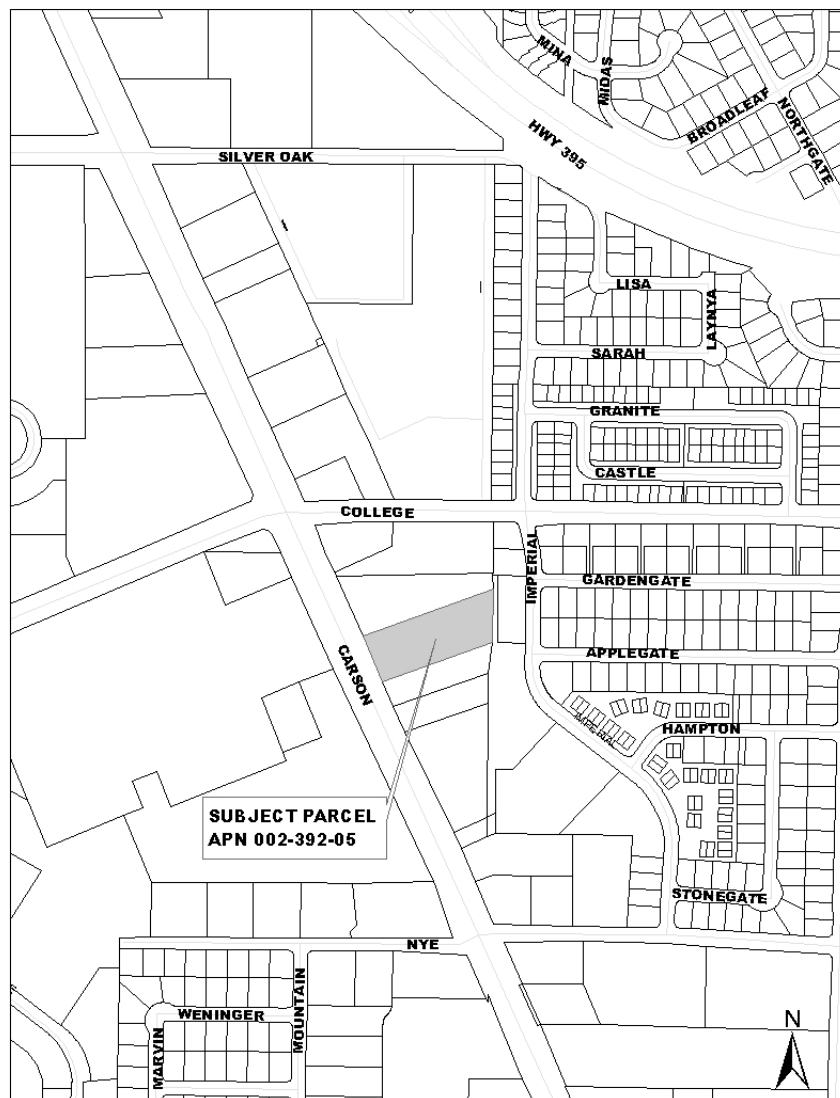 MINA
MIDAS
BROADLEAF
NORTHGATE
HWY 395
SILVER OAK
LISA
LAYNYA
SARAH
GRANITE
CASTLE
COLLEGE
IMPERIAL
GARDENGATE
CARSON
APPLEGATE
HAMPTON
SUBJECT PARCEL
APN 002-392-05
STONEGATE
NYE
MOUNTAIN
WENINGER
MARVIN
N